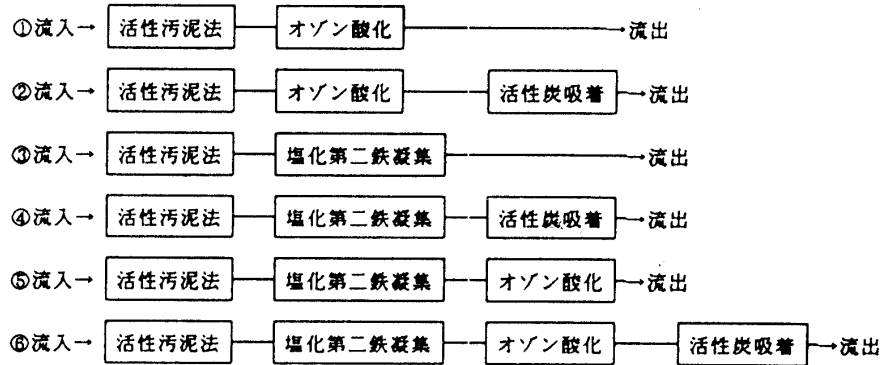 ①流入→ 活性汚泥法 オゾン酸化 →流出
②流入→ 活性汚泥法 オゾン酸化 活性炭吸着 →流出
③流入→ 活性汚泥法 塩化第二鉄凝集 →流出
④流入→ 活性汚泥法 塩化第二鉄凝集 活性炭吸着 →流出
⑤流入→ 活性汚泥法 塩化第二鉄凝集 オゾン酸化 →流出
⑥流入→ 活性汚泥法 塩化第二鉄凝集 オゾン酸化 活性炭吸着 →流出